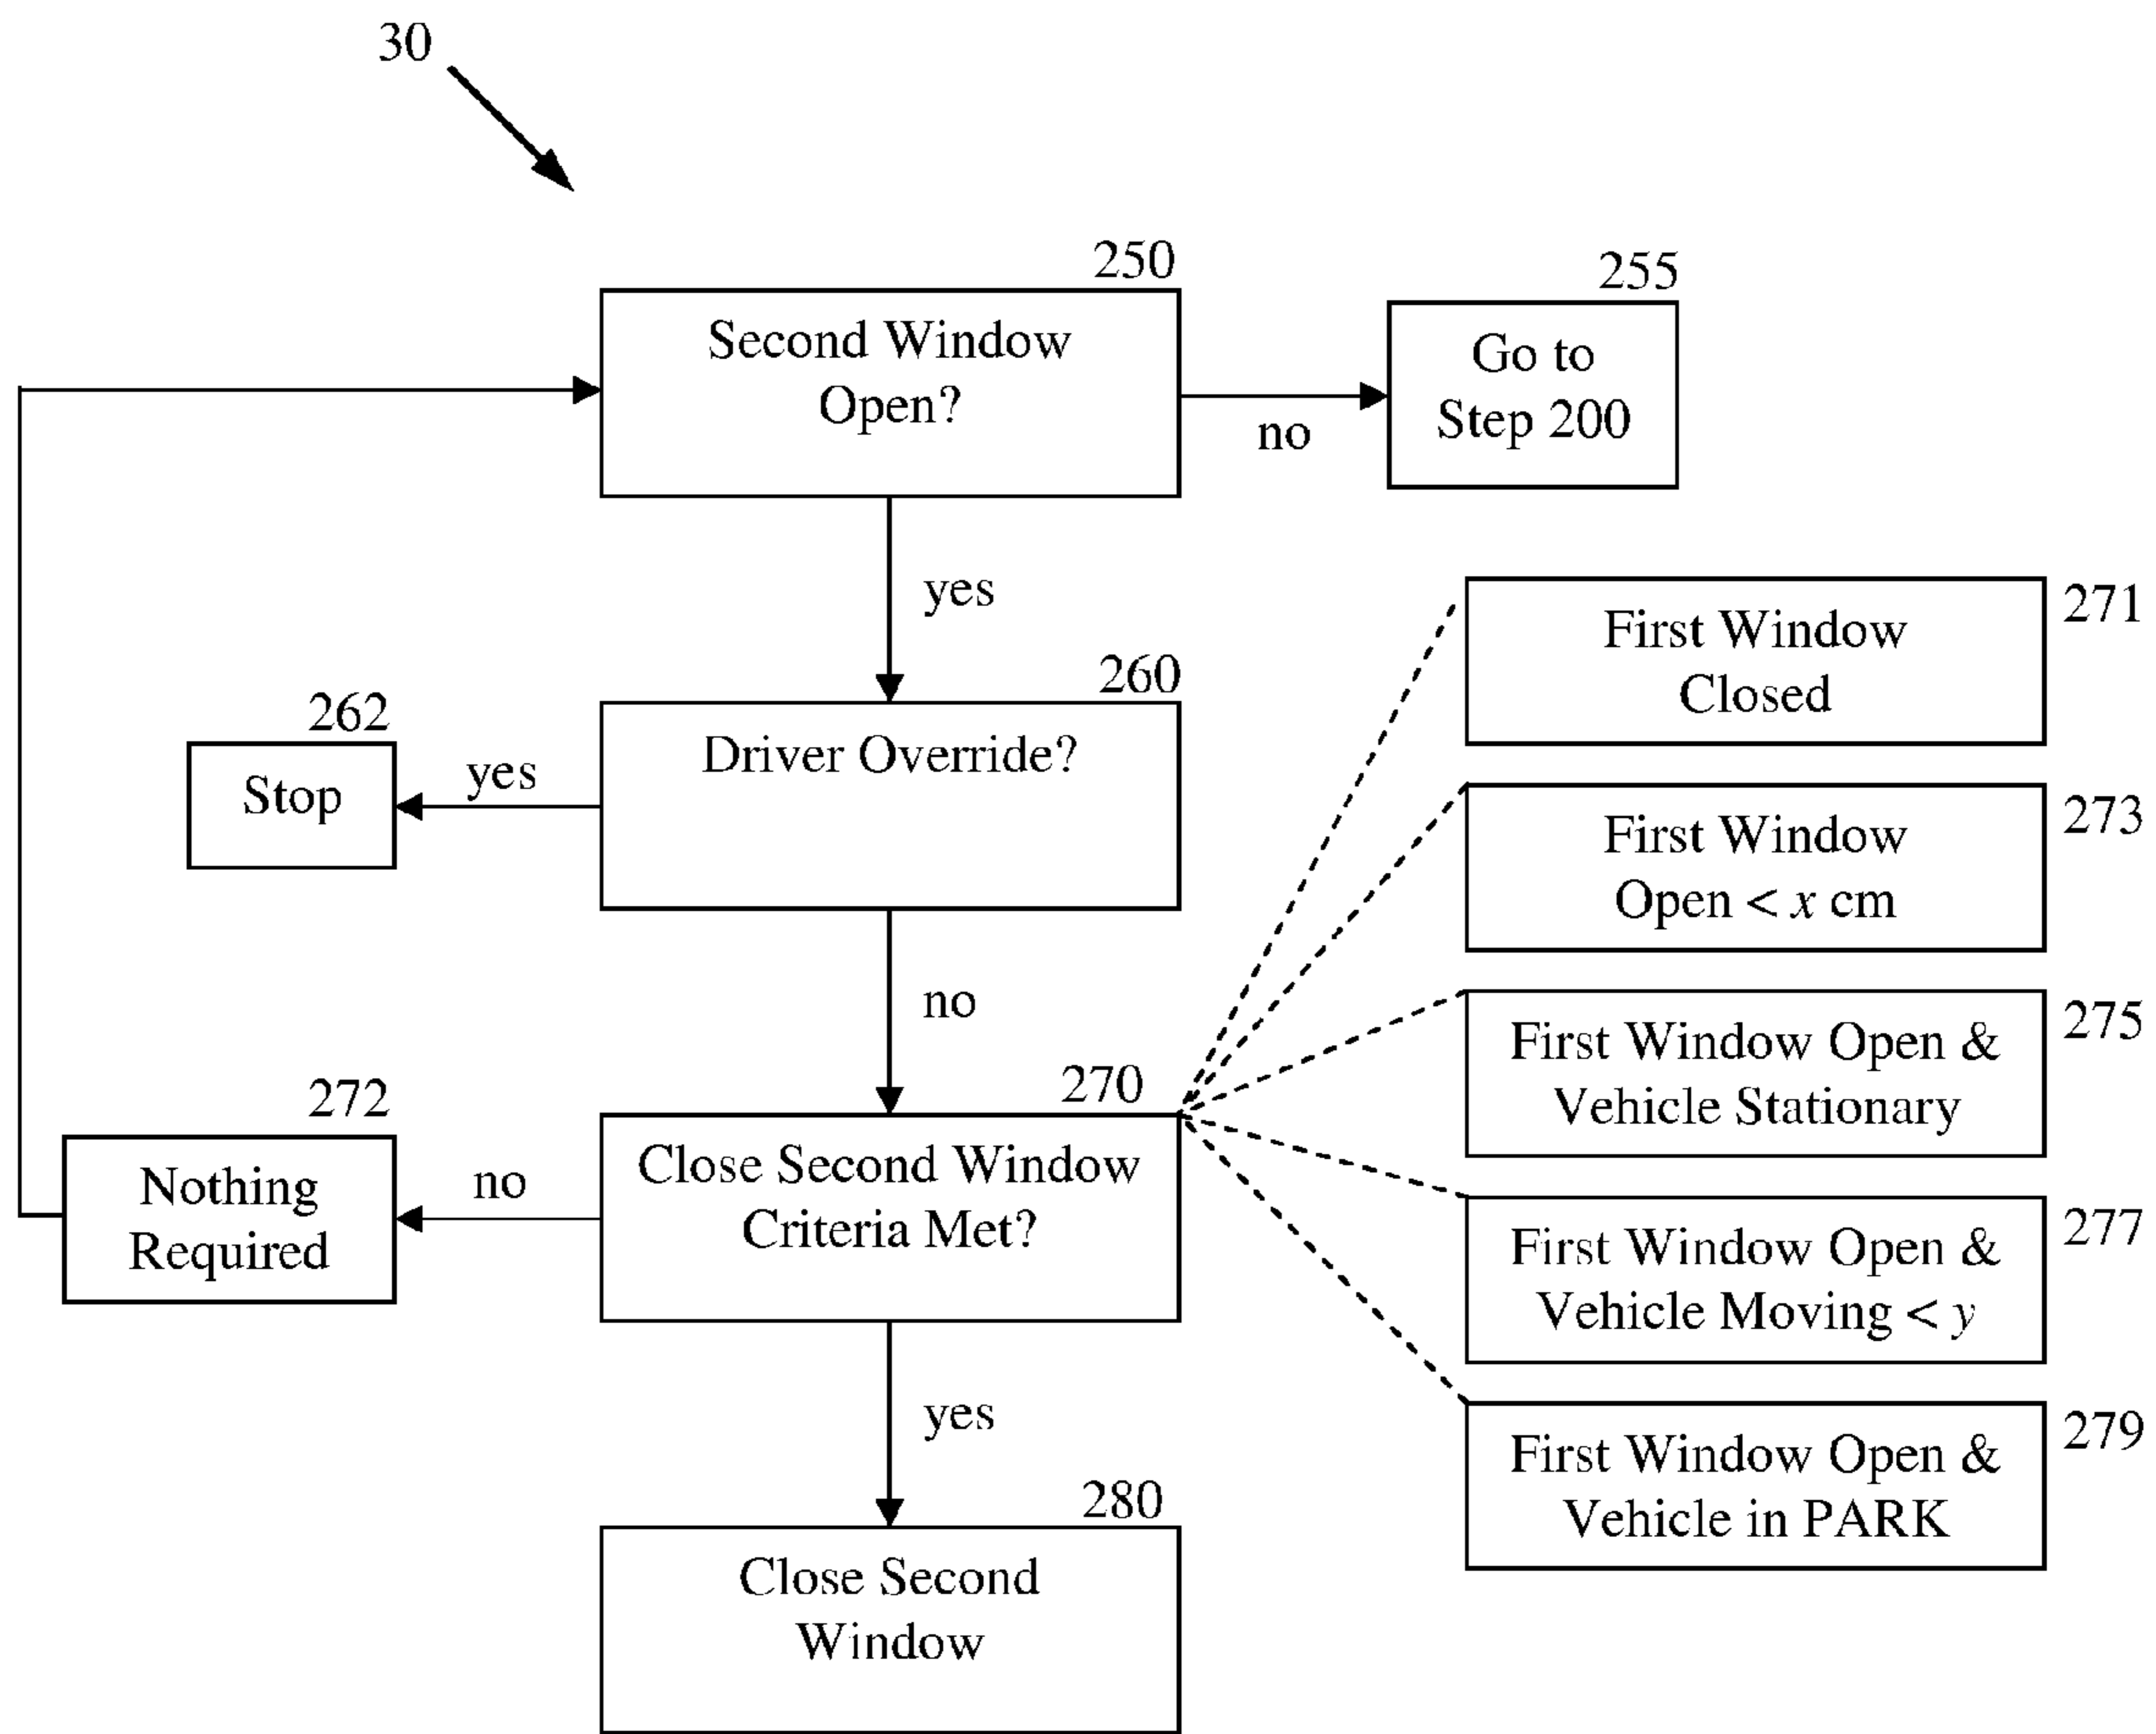 30
250
Second Window
Open?
255
Go to
Step 200
no
yes
271
First Window
Closed
260
Driver Override?
262
Stop
yes
273
First Window
Open < x cm
no
275
First Window Open &
Vehicle Stationary
270
Close Second Window
Criteria Met?
272
Nothing
Required
no
277
First Window Open &
Vehicle Moving < y
yes
279
First Window Open &
Vehicle in PARK
280
Close Second
Window